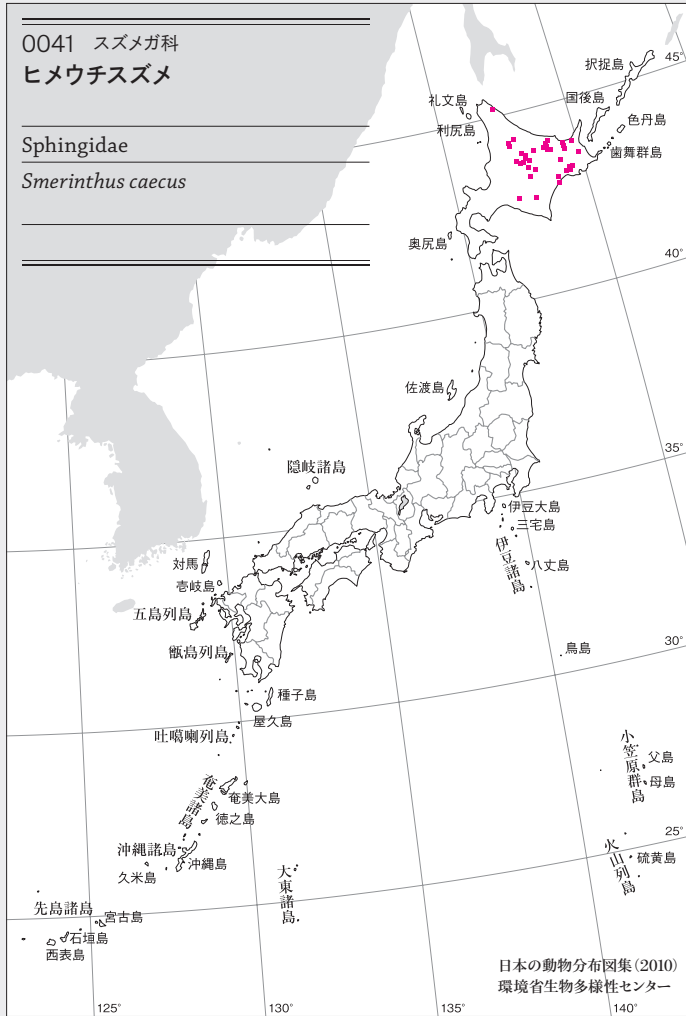 0041 スズメガ科
ヒメウチスズメ
Sphingidae
Smerinthus caecus
択捉島
45°
礼文島
国後島
利尻島
色丹島
歯舞群島
奥尻島
40°
佐渡島
35°
隠岐諸島
伊豆大島
三宅島
伊豆諸島
八丈島
対馬
壱岐島
五島列島
甑島列島
鳥島
30°
種子島
屋久島
吐噶喇列島
小笠原群島
父島
母島
奄美諸島
奄美大島
徳之島
25°
沖縄諸島
沖縄島
久米島
火山列島
硫黄島
大東諸島
先島諸島
宮古島
石垣島
西表島
日本の動物分布図集(2010)
環境省生物多様性センター
125°
130°
135°
140°